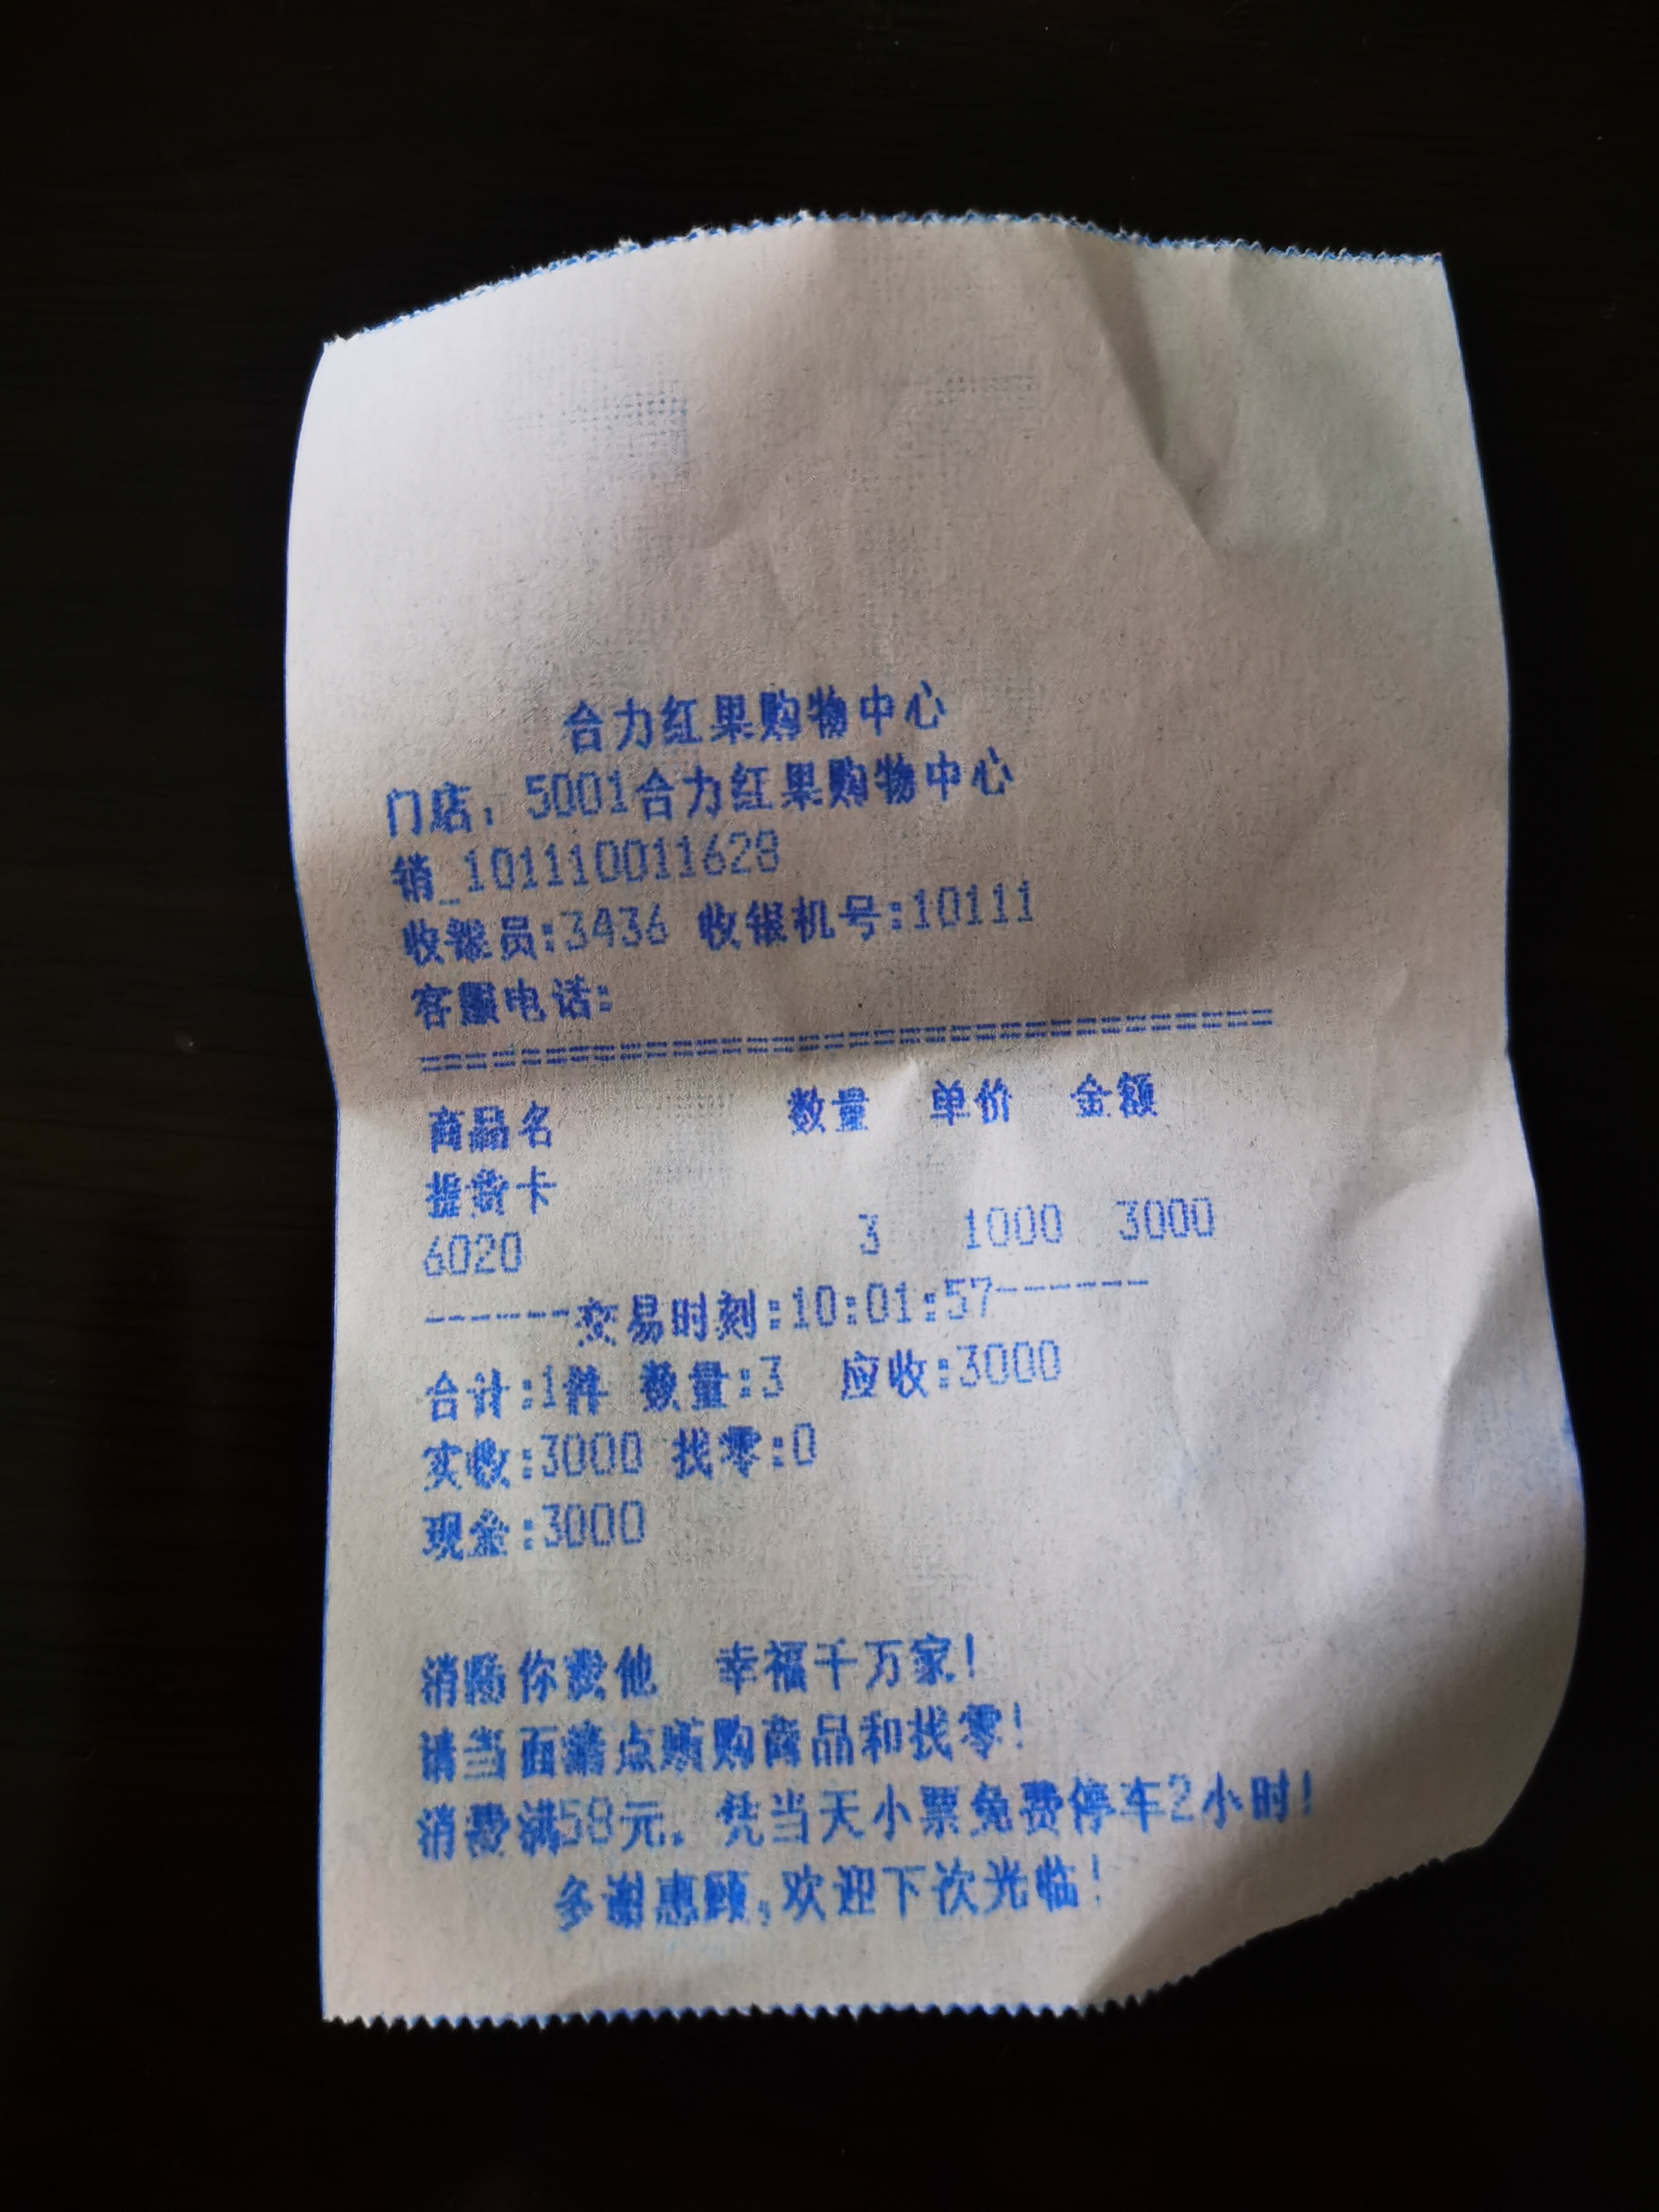 合力红果购物中心
门店: 5001合力红果购物中心
销_101110011628
收银员:3436 收银机号:10111
客服电话:
===================================
商品名 数量 单价 金额
提货卡
6020 3 1000 3000
------交易时刻:10:01:57------
合计:1件 数量:3 应收:3000
实收:3000 找零:0
现金:3000
消防你我他 幸福千万家!
请当面清点所购商品和找零!
消费满58元, 凭当天小票免费停车2小时!
多谢惠顾,欢迎下次光临!